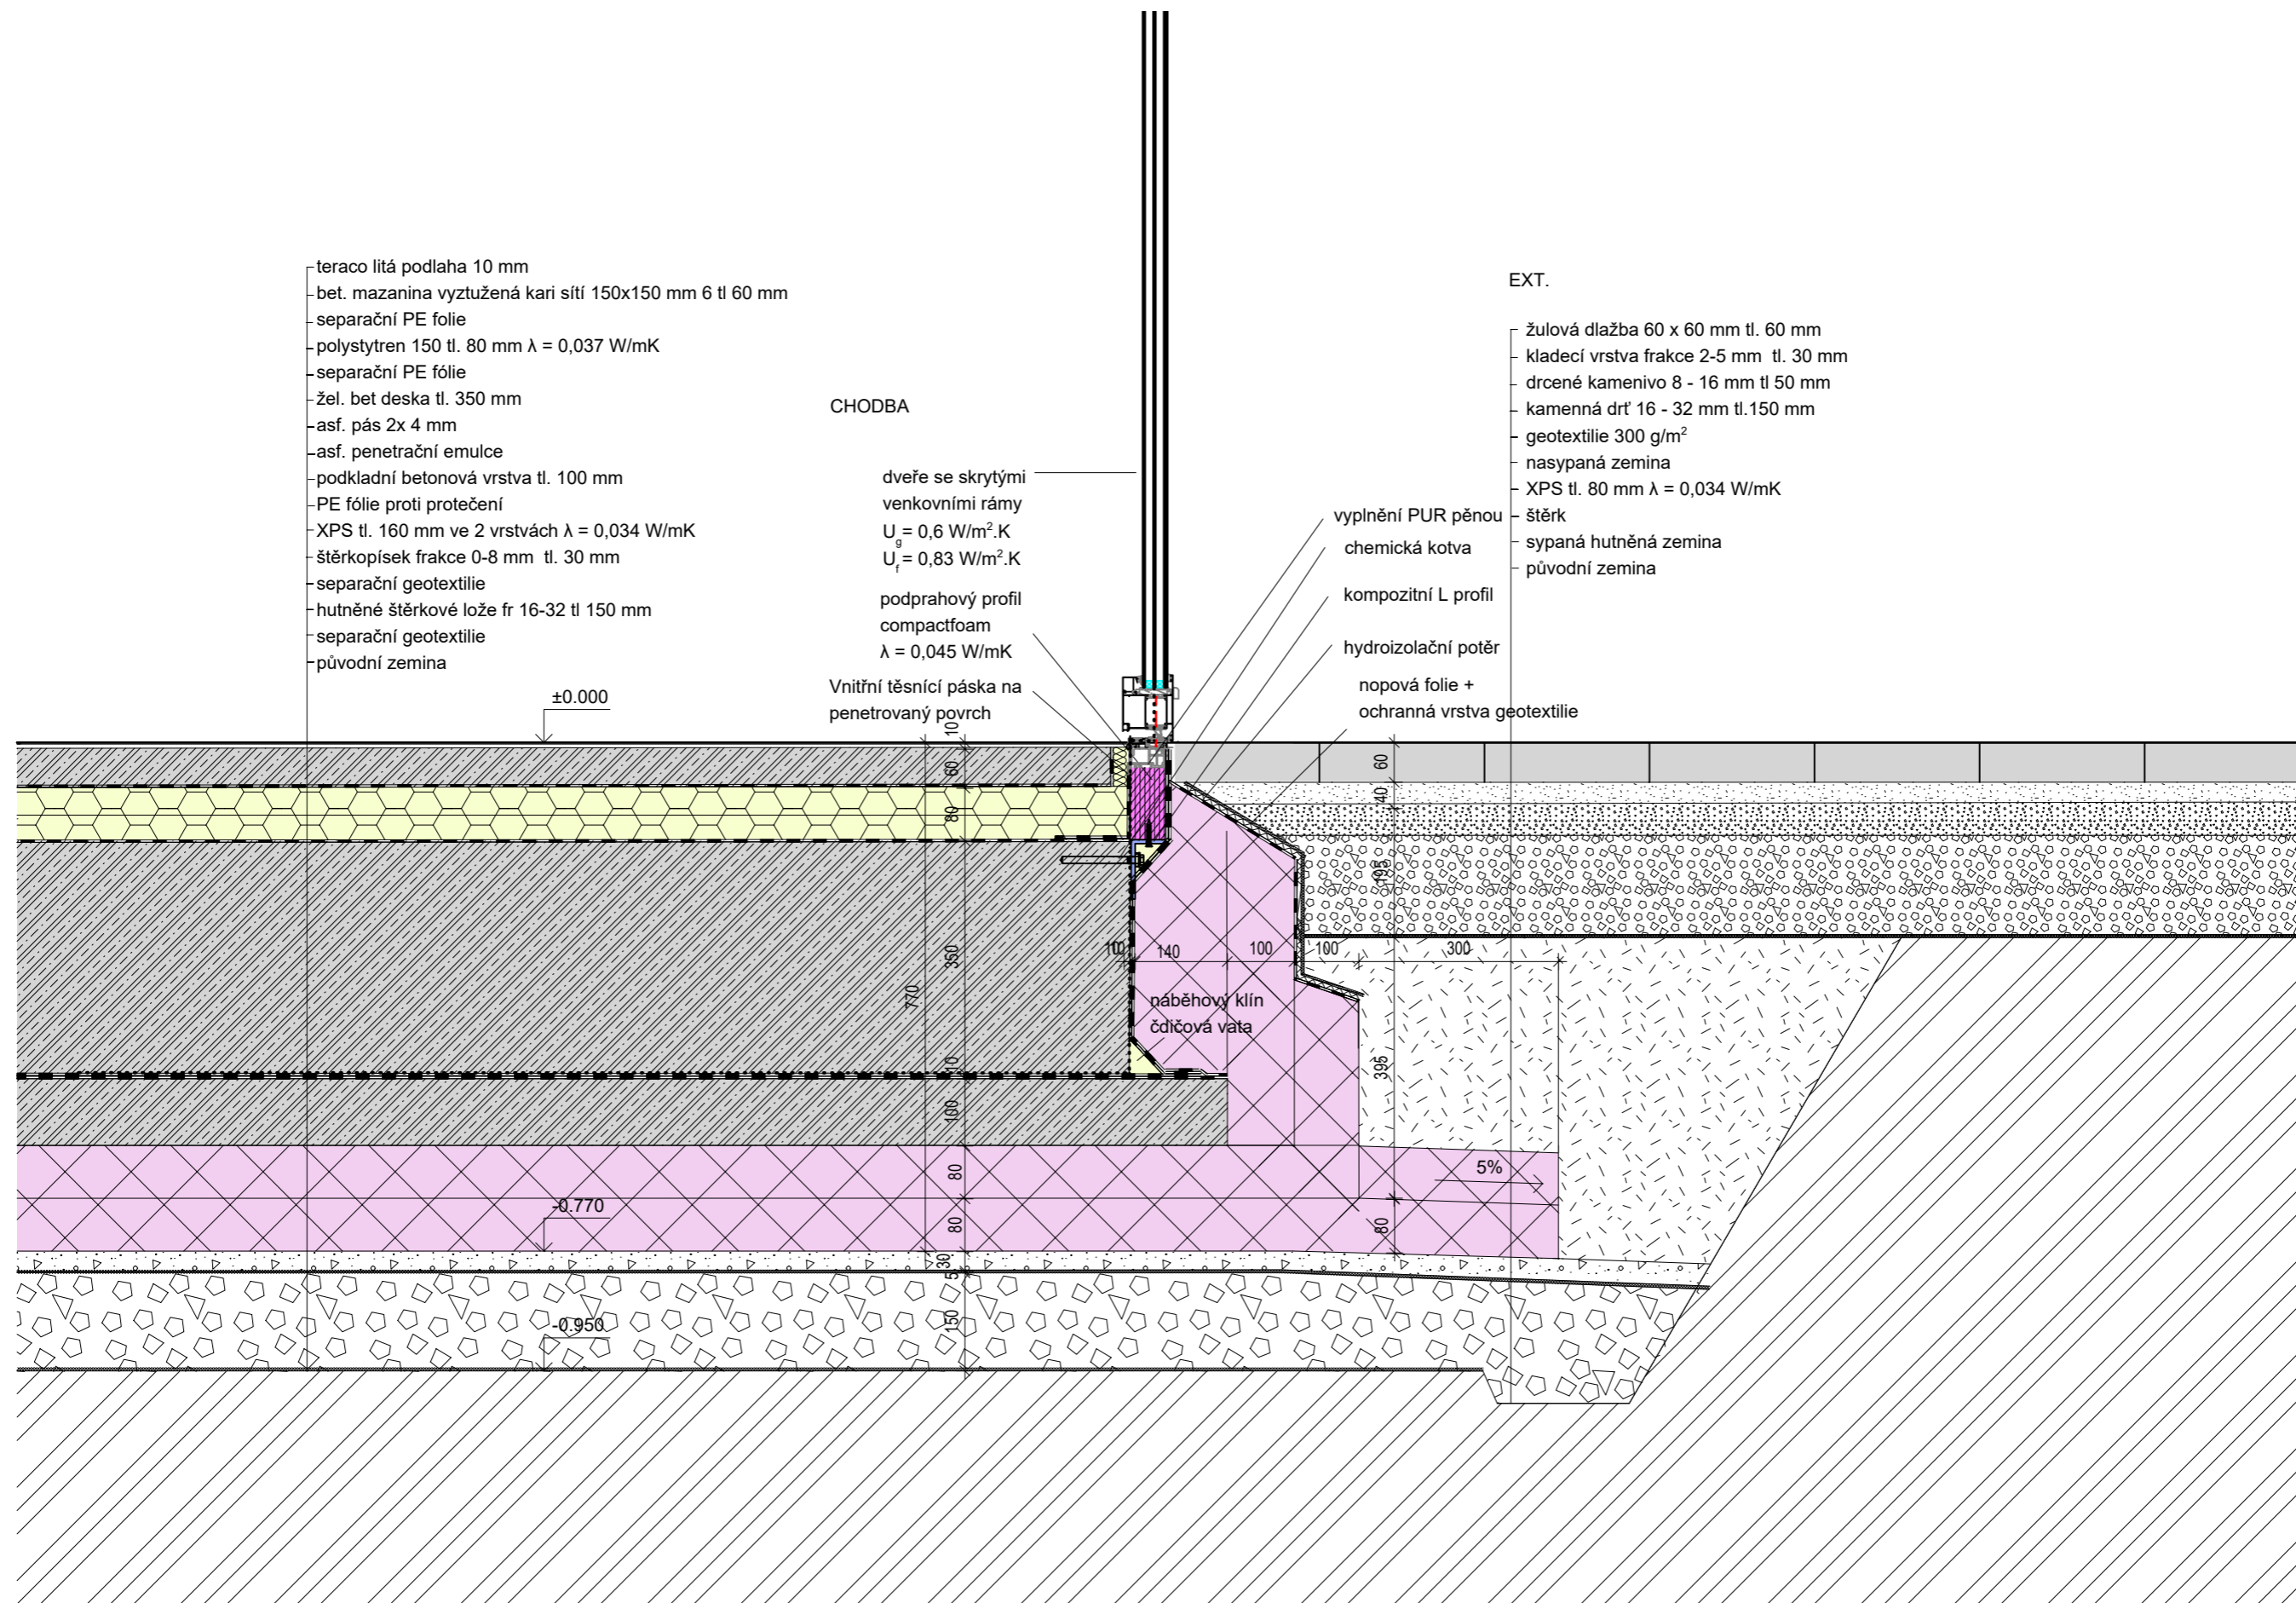 teraco litá podlaha 10 mm
bet. mazanina vyztužená kari sítí 150x150 mm 6 tl 60 mm
separační PE folie
polystytren 150 tl. 80 mm λ = 0,037 W/mK
separační PE fólie
žel. bet deska tl. 350 mm
asf. pás 2x 4 mm
asf. penetrační emulce
podkladní betonová vrstva tl. 100 mm
PE fólie proti protečení
XPS tl. 160 mm ve 2 vrstvách λ = 0,034 W/mK
štěrkopísek frakce 0-8 mm  tl. 30 mm
separační geotextilie
hutněné štěrkové lože fr 16-32 tl 150 mm
separační geotextilie
původní zemina
CHODBA
dveře se skrytými
venkovními rámy
Ug = 0,6 W/m².K
Uf = 0,83 W/m².K
podprahový profil
compactfoam
λ = 0,045 W/mK
Vnitřní těsnící páska na
penetrovaný povrch
EXT.
žulová dlažba 60 x 60 mm tl. 60 mm
kladecí vrstva frakce 2-5 mm  tl. 30 mm
drcené kamenivo 8 - 16 mm tl 50 mm
kamenná drť 16 - 32 mm tl.150 mm
geotextilie 300 g/m²
nasypaná zemina
XPS tl. 80 mm λ = 0,034 W/mK
štěrk
sypaná hutněná zemina
původní zemina
vyplnění PUR pěnou
chemická kotva
kompozitní L profil
hydroizolační potěr
nopová folie +
ochranná vrstva geotextilie
±0.000
10
60
80
350
770
10
100
80
80
30
5
150
60
40
195
395
80
10
140
100
100
300
náběhový klín
čdičová vata
5%
-0.770
-0.950